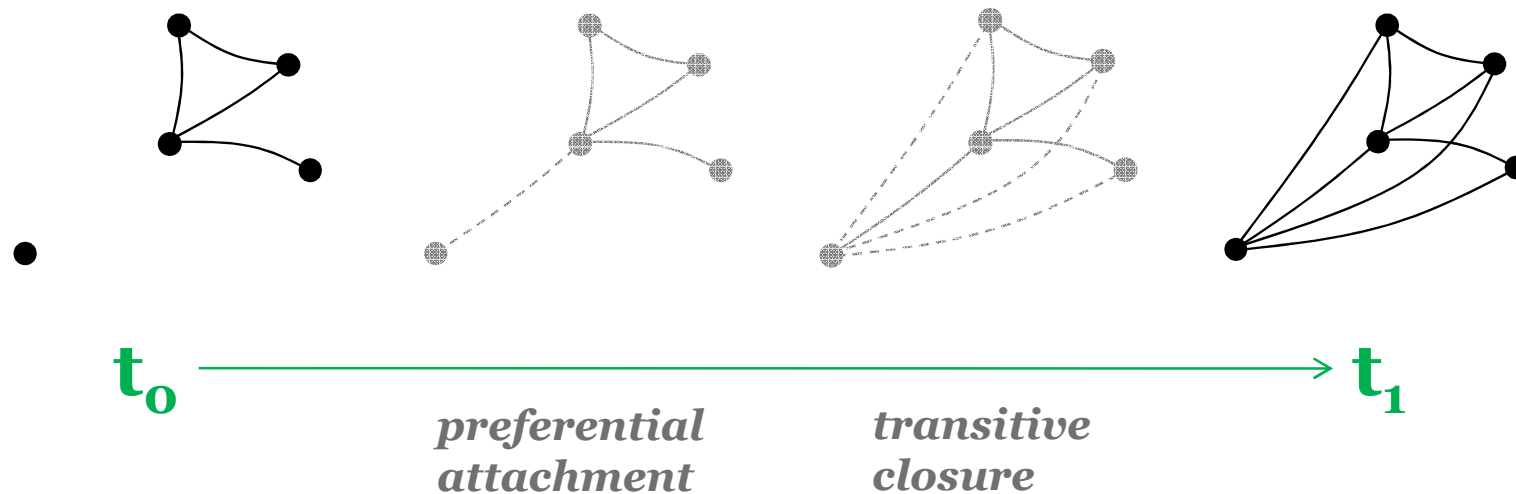 t₀ t₁
preferential transitive
attachment closure